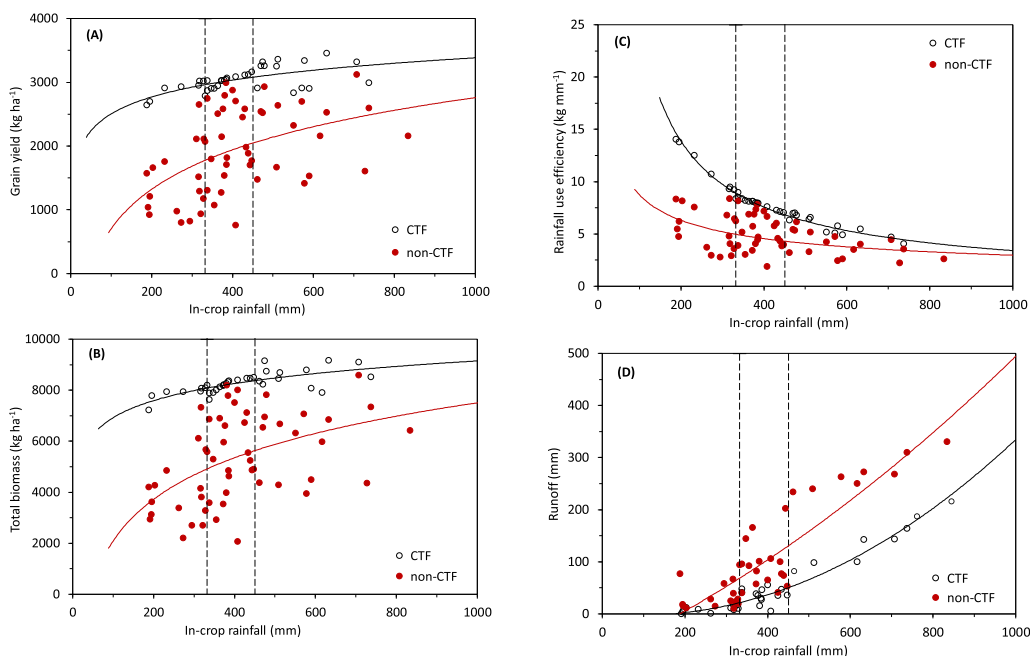 (A)
Grain yield (kg ha⁻¹)
4000
3000
2000
1000
0
CTF
non-CTF
0 200 400 600 800 1000
In-crop rainfall (mm)
(C)
Rainfall use efficiency (kg mm⁻¹)
25
20
15
10
5
0
CTF
non-CTF
0 200 400 600 800 1000
In-crop rainfall (mm)
(B)
Total biomass (kg ha⁻¹)
10000
8000
6000
4000
2000
0
CTF
non-CTF
0 200 400 600 800 1000
In-crop rainfall (mm)
(D)
Runoff (mm)
500
400
300
200
100
0
CTF
non-CTF
0 200 400 600 800 1000
In-crop rainfall (mm)